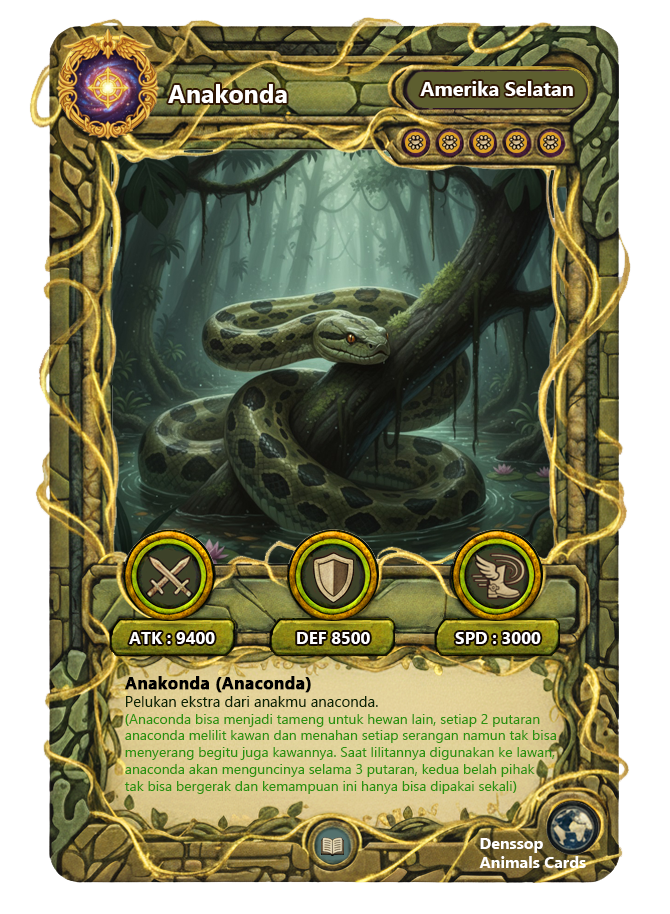 Anakonda
Amerika Selatan
ATK : 9400
DEF 8500
SPD : 3000
Anakonda (Anaconda)
Pelukan ekstra dari anakmu anaconda.
(Anaconda bisa menjadi tameng untuk hewan lain, setiap 2 putaran
anaconda melilit kawan dan menahan setiap serangan namun tak bisa
menyerang begitu juga kawannya. Saat lilitannya digunakan ke lawan,
anaconda akan menguncinya selama 3 putaran, kedua belah pihak
tak bisa bergerak dan kemampuan ini hanya bisa dipakai sekali)
Denssop
Animals Cards